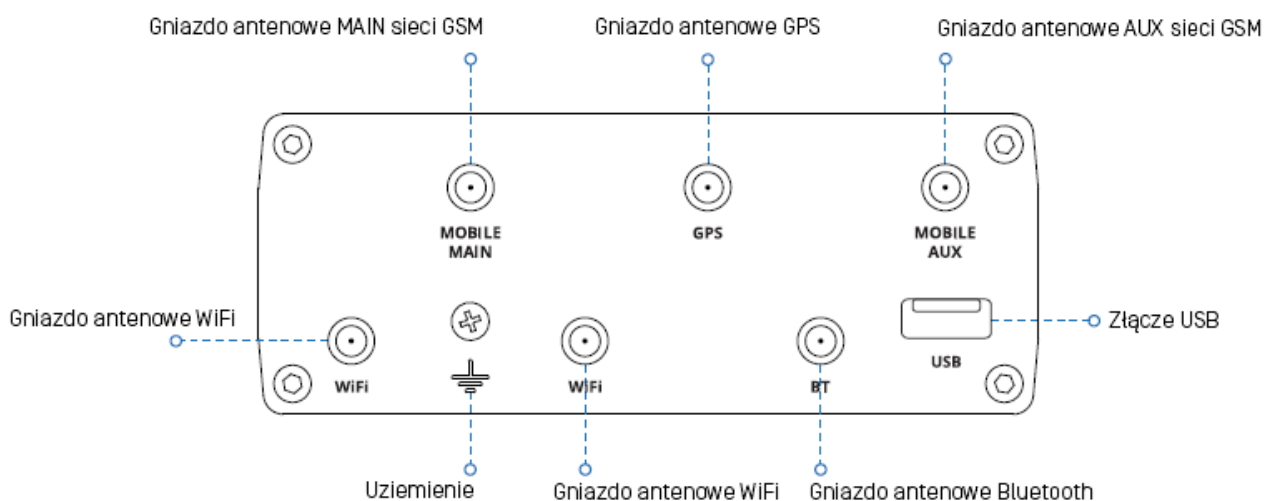 Gniazdo antenowe MAIN sieci GSM
Gniazdo antenowe GPS
Gniazdo antenowe AUX sieci GSM
MOBILE
MAIN
GPS
MOBILE
AUX
Gniazdo antenowe WiFi
Złącze USB
USB
WiFi
WiFi
BT
Uziemienie
Gniazdo antenowe WiFi
Gniazdo antenowe Bluetooth